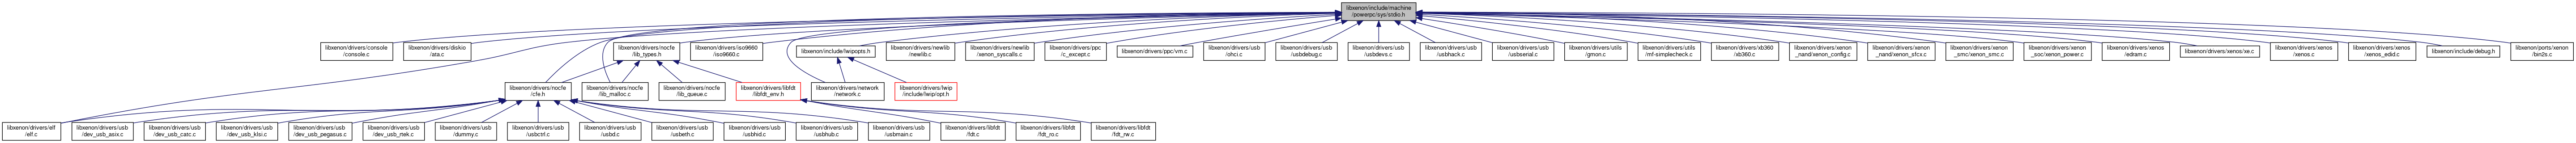 libxenon/include/machine
/powerpc/sys/stdio.h
libxenon/drivers/console
/console.c
libxenon/drivers/diskio
/ata.c
libxenon/drivers/nocfe
/lib_types.h
libxenon/drivers/iso9660
/iso9660.c
libxenon/include/lwipopts.h
libxenon/drivers/newlib
/newlib.c
libxenon/drivers/newlib
/xenon_syscalls.c
libxenon/drivers/ppc
/c_except.c
libxenon/drivers/ppc/vm.c
libxenon/drivers/usb
/ohci.c
libxenon/drivers/usb
/usbdebug.c
libxenon/drivers/usb
/usbdevs.c
libxenon/drivers/usb
/usbhack.c
libxenon/drivers/usb
/usbserial.c
libxenon/drivers/utils
/gmon.c
libxenon/drivers/utils
/mf-simplecheck.c
libxenon/drivers/xb360
/xb360.c
libxenon/drivers/xenon
_nand/xenon_config.c
libxenon/drivers/xenon
_nand/xenon_sfcx.c
libxenon/drivers/xenon
_smc/xenon_smc.c
libxenon/drivers/xenon
_soc/xenon_power.c
libxenon/drivers/xenos
/edram.c
libxenon/drivers/xenos/xe.c
libxenon/drivers/xenos
/xenos.c
libxenon/drivers/xenos
/xenos_edid.c
libxenon/include/debug.h
libxenon/ports/xenon
/bin2s.c
libxenon/drivers/nocfe
/cfe.h
libxenon/drivers/nocfe
/lib_malloc.c
libxenon/drivers/nocfe
/lib_queue.c
libxenon/drivers/libfdt
/libfdt_env.h
libxenon/drivers/network
/network.c
libxenon/drivers/lwip
/include/lwip/opt.h
libxenon/drivers/elf
/elf.c
libxenon/drivers/usb
/dev_usb_asix.c
libxenon/drivers/usb
/dev_usb_catc.c
libxenon/drivers/usb
/dev_usb_klsi.c
libxenon/drivers/usb
/dev_usb_pegasus.c
libxenon/drivers/usb
/dev_usb_rtek.c
libxenon/drivers/usb
/dummy.c
libxenon/drivers/usb
/usbctrl.c
libxenon/drivers/usb
/usbd.c
libxenon/drivers/usb
/usbeth.c
libxenon/drivers/usb
/usbhid.c
libxenon/drivers/usb
/usbhub.c
libxenon/drivers/usb
/usbmain.c
libxenon/drivers/libfdt
/fdt.c
libxenon/drivers/libfdt
/fdt_ro.c
libxenon/drivers/libfdt
/fdt_rw.c